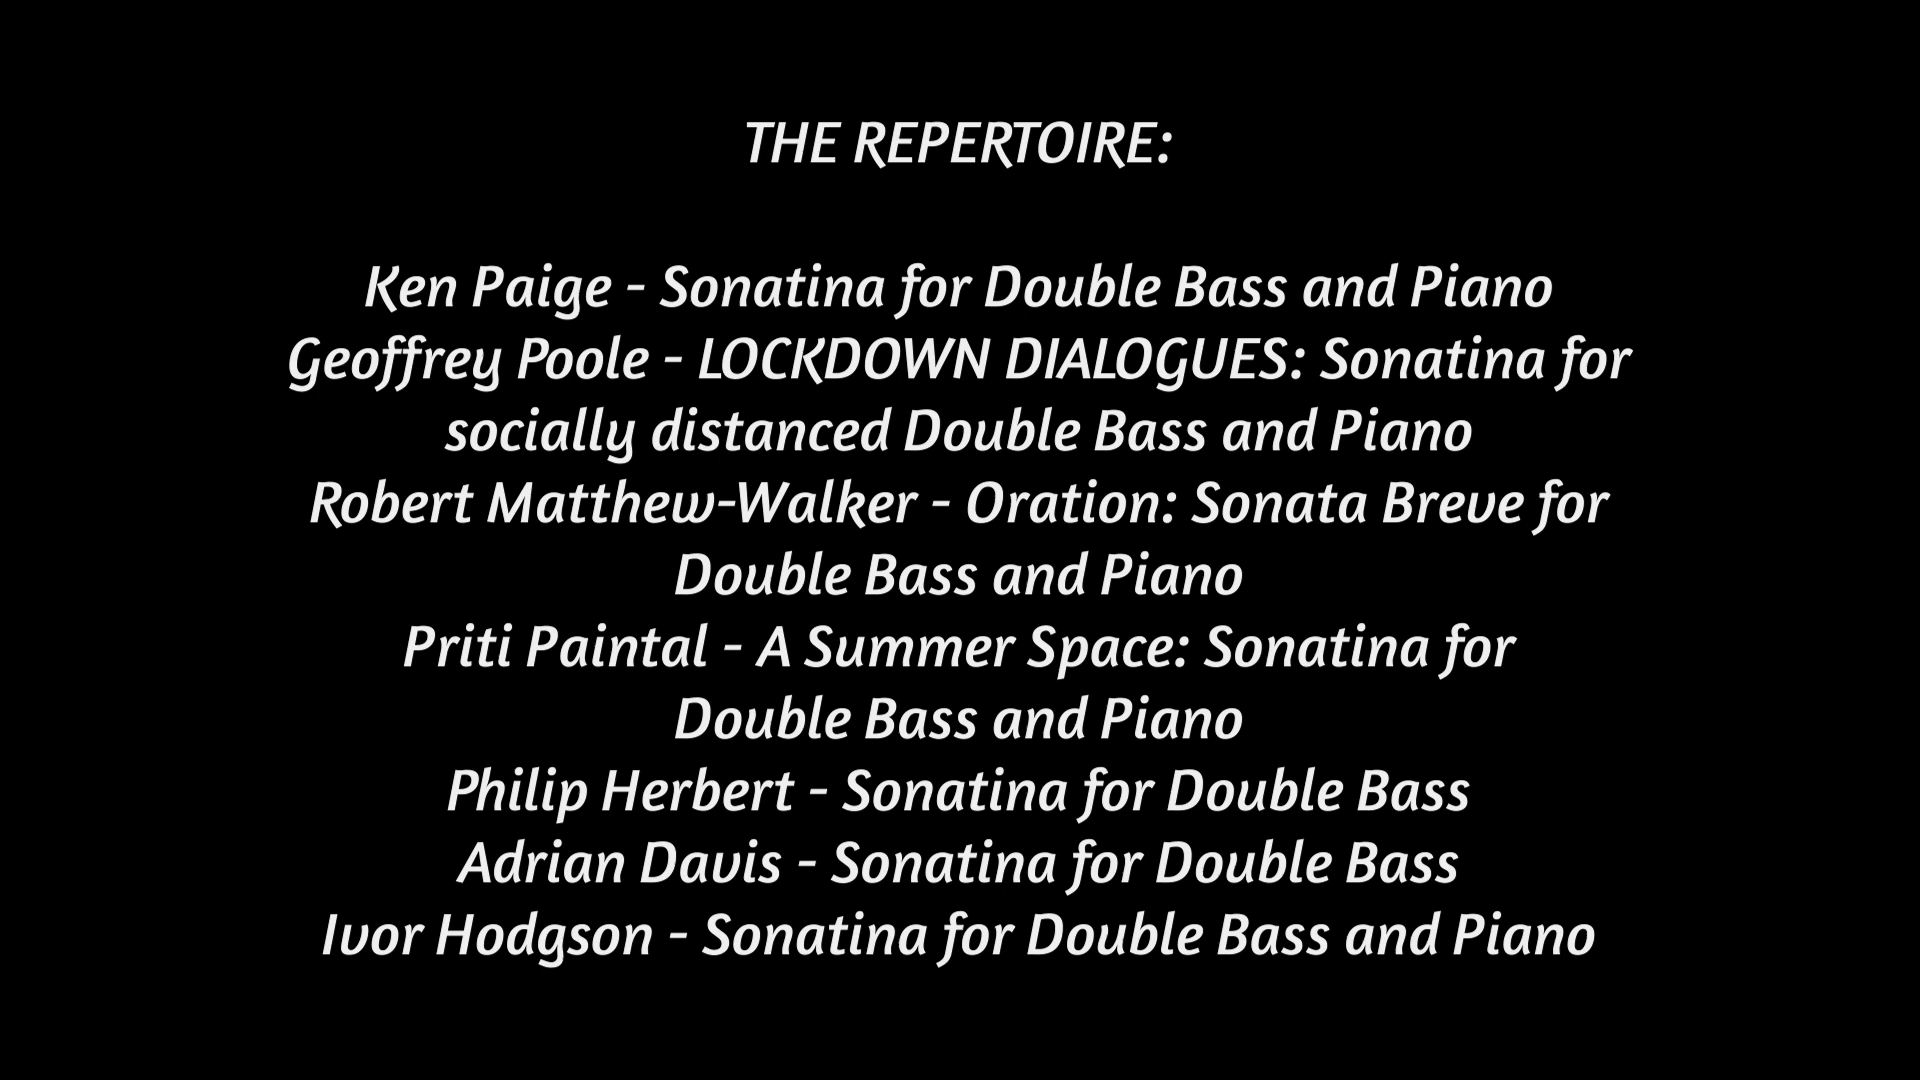 THE REPERTOIRE:
Ken Paige - Sonatina for Double Bass and Piano
Geoffrey Poole - LOCKDOWN DIALOGUES: Sonatina for
socially distanced Double Bass and Piano
Robert Matthew-Walker - Oration: Sonata Breve for
Double Bass and Piano
Priti Paintal - A Summer Space: Sonatina for
Double Bass and Piano
Philip Herbert - Sonatina for Double Bass
Adrian Davis - Sonatina for Double Bass
Ivor Hodgson - Sonatina for Double Bass and Piano